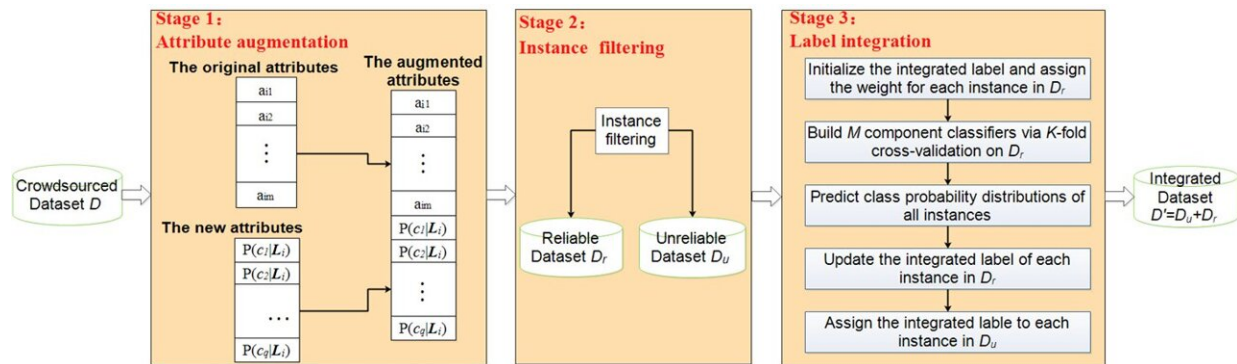 Crowdsourced
Dataset D
Stage 1:
Attribute augmentation
The original attributes
ai1
ai2
⋮
aim
The new attributes
P(c1|Li)
P(c2|Li)
...
P(cq|Li)
The augmented
attributes
ai1
ai2
⋮
aim
P(c1|Li)
P(c2|Li)
⋮
P(cq|Li)
Stage 2:
Instance filtering
Instance
filtering
Reliable
Dataset Dr
Unreliable
Dataset Du
Stage 3:
Label integration
Initialize the integrated label and assign
the weight for each instance in Dr
Build M component classifiers via K-fold
cross-validation on Dr
Predict class probability distributions of
all instances
Update the integrated label of each
instance in Dr
Assign the integrated lable to each
instance in Du
Integrated
Dataset
D'=Du+Dr